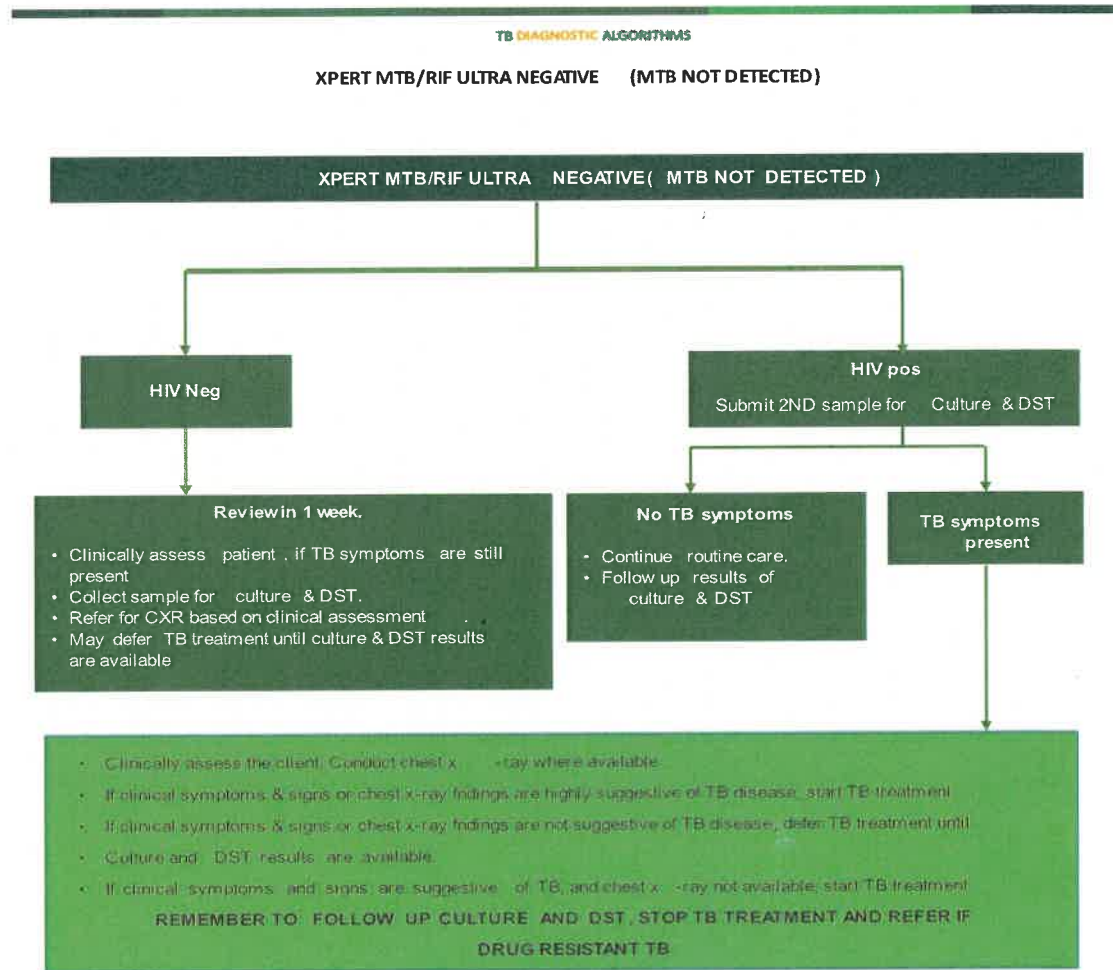 TB DIAGNOSTIC ALGORITHMS
XPERT MTB/RIF ULTRA NEGATIVE (MTB NOT DETECTED)
XPERT MTB/RIF ULTRA NEGATIVE( MTB NOT DETECTED )
HIV Neg
HIV pos
Submit 2ND sample for Culture & DST
Review in 1 week.
• Clinically assess patient . if TB symptoms are still
present
• Collect sample for culture & DST.
• Refer for CXR based on clinical assessment .
• May defer TB treatment until culture & DST results
are available
No TB symptoms
• Continue routine care.
• Follow up results of
culture & DST
TB symptoms
present
• Clinically assess the client. Conduct chest x -ray where available
• If clinical symptoms & signs or chest x-ray findings are highly suggestive of TB disease, start TB treatment
• If clinical symptoms & signs or chest x-ray findings are not suggestive of TB disease, defer TB treatment until
• Culture and DST results are available.
• If clinical symptoms and signs are suggestive of TB, and chest x -ray not available, start TB treatment
REMEMBER TO FOLLOW UP CULTURE AND DST, STOP TB TREATMENT AND REFER IF
DRUG RESISTANT TB